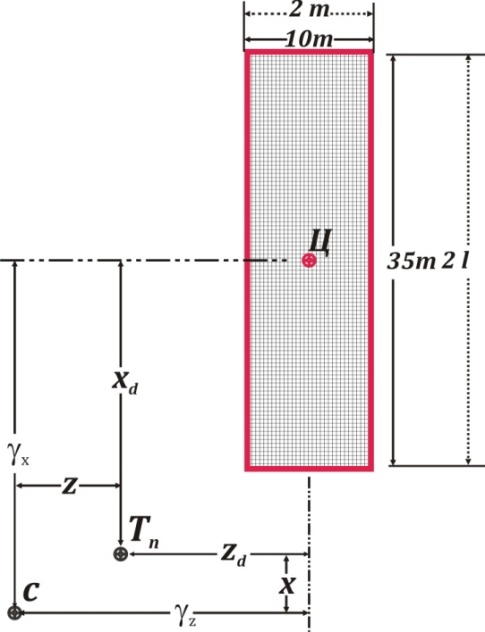 2 m
10m
Ц
35m 2 l
x_d
γ_x
z
T_n
z_d
x
c
γ_z